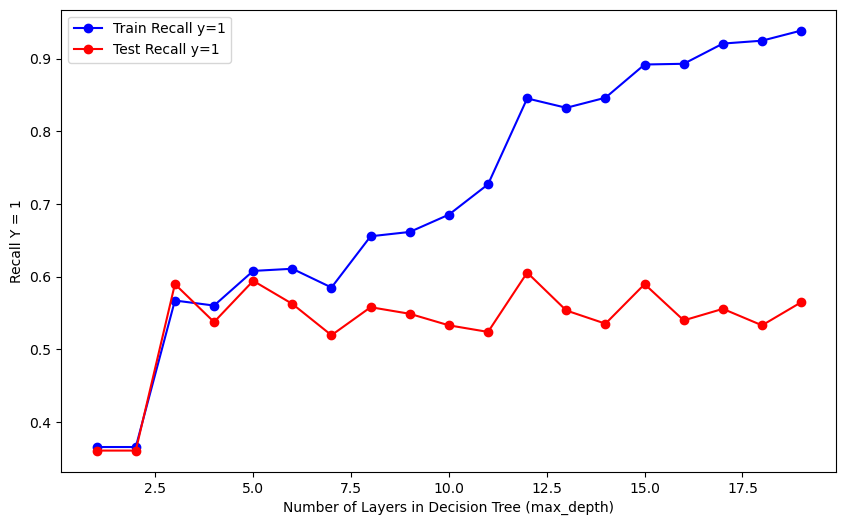 Train Recall y=1
Test Recall y=1
Recall Y = 1
0.9
0.8
0.7
0.6
0.5
0.4
2.5 5.0 7.5 10.0 12.5 15.0 17.5
Number of Layers in Decision Tree (max_depth)